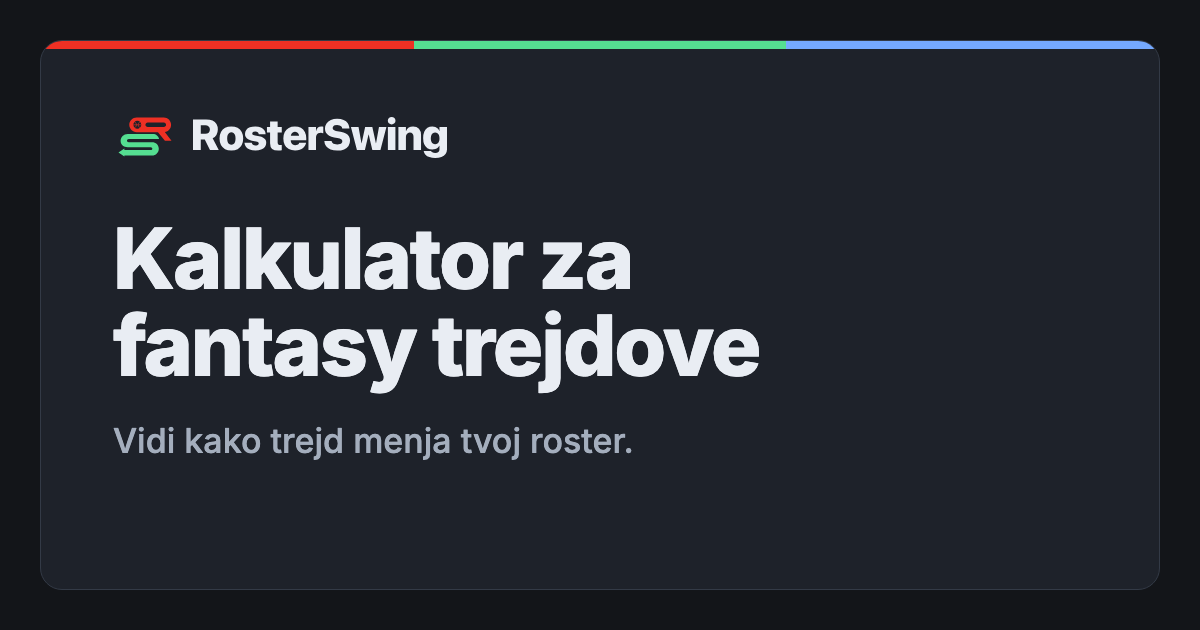 RosterSwing
Kalkulator za
fantasy trejdove
Vidi kako trejd menja tvoj roster.